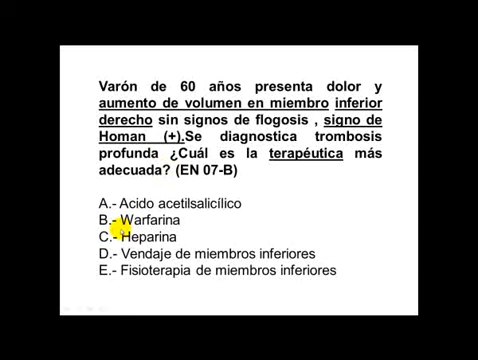 Varón de 60 años presenta dolor y
aumento de volumen en miembro inferior
derecho sin signos de flogosis , signo de
Homan (+).Se diagnostica trombosis
profunda ¿Cuál es la terapéutica más
adecuada? (EN 07-B)
A.- Acido acetilsalicílico
B.- Warfarina
C.- Heparina
D.- Vendaje de miembros inferiores
E.- Fisioterapia de miembros inferiores